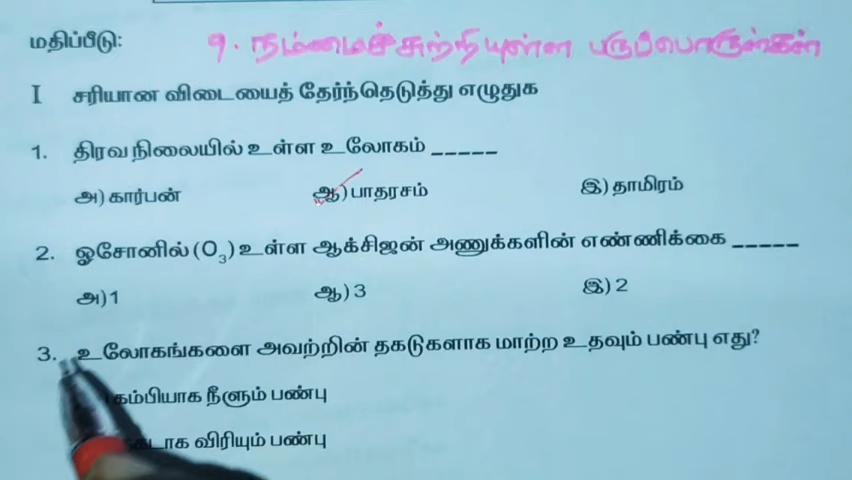 மதிப்பீடு: 9. நம்மைச்சுற்றியுள்ள பருப்பொருள்கள்
I சரியான விடையைத் தேர்ந்தெடுத்து எழுதுக
1. திரவ நிலையில் உள்ள உலோகம் _____
அ) கார்பன் ஆ) பாதரசம் இ) தாமிரம்
2. ஓசோனில் (O₃) உள்ள ஆக்சிஜன் அணுக்களின் எண்ணிக்கை _____
அ) 1 ஆ) 3 இ) 2
3. உலோகங்களை அவற்றின் தகடுகளாக மாற்ற உதவும் பண்பு எது?
கம்பியாக நீளும் பண்பு
விரியும் பண்பு